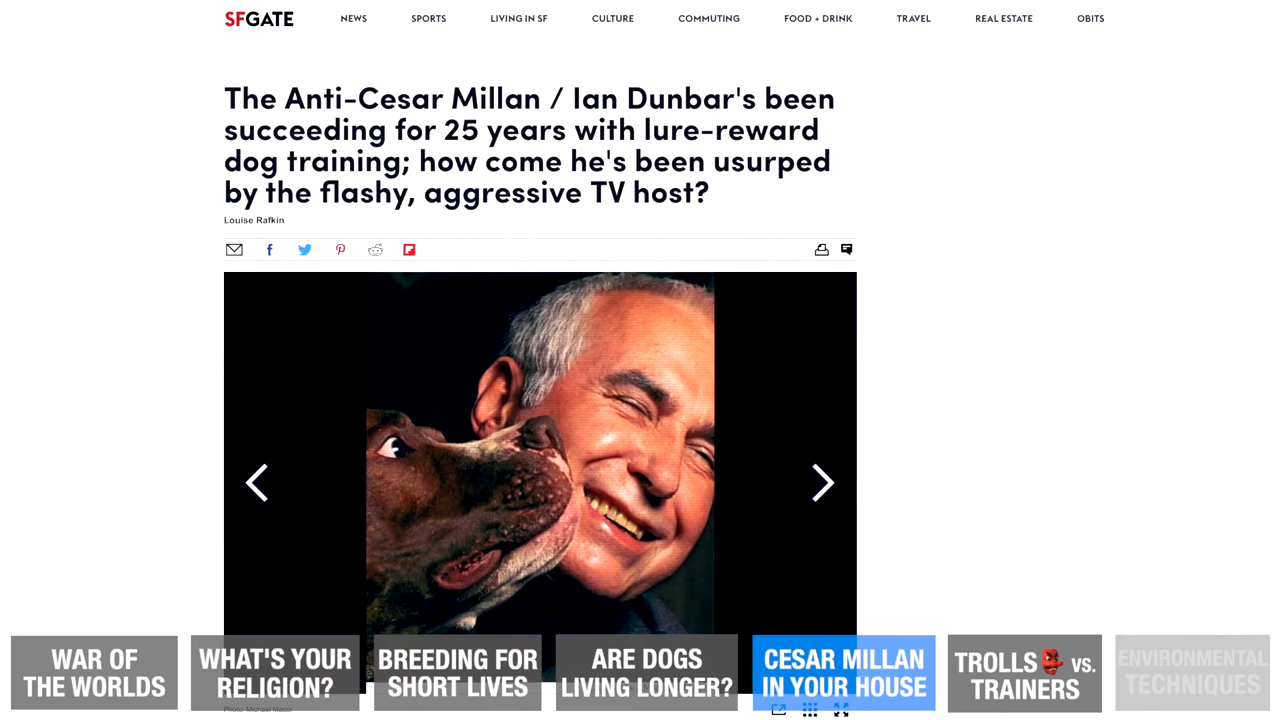 SFGATE NEWS SPORTS LIVING IN SF CULTURE COMMUTING FOOD + DRINK TRAVEL REAL ESTATE OBITS
The Anti-Cesar Millan / Ian Dunbar's been
succeeding for 25 years with lure-reward
dog training; how come he's been usurped
by the flashy, aggressive TV host?
Louise Rafkin
WAR OF
THE WORLDS
WHAT'S YOUR
RELIGION?
BREEDING FOR
SHORT LIVES
ARE DOGS
LIVING LONGER?
CESAR MILLAN
IN YOUR HOUSE
TROLLS 👺 VS.
TRAINERS
ENVIRONMENTAL
TECHNIQUES
Photo: Michael Macor